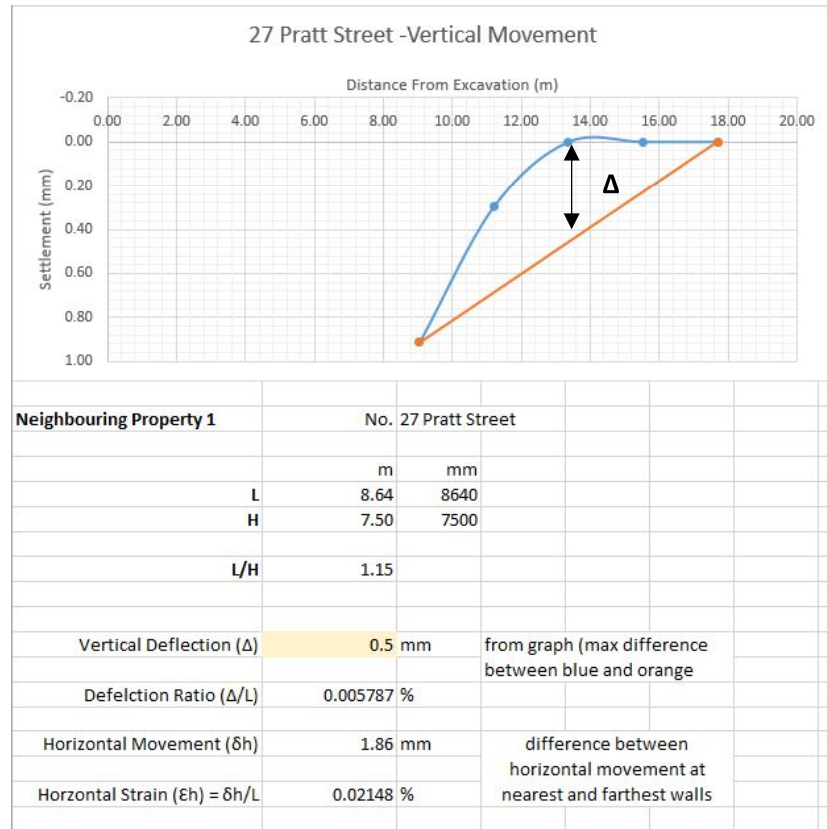 27 Pratt Street -Vertical Movement
Distance From Excavation (m)
-0.20
0.00 2.00 4.00 6.00 8.00 10.00 12.00 14.00 16.00 18.00 20.00
0.00
0.20
0.40
0.60
0.80
1.00
Settlement (mm)
Δ
Neighbouring Property 1 No. 27 Pratt Street
m mm
L 8.64 8640
H 7.50 7500
L/H 1.15
Vertical Deflection (Δ) 0.5 mm from graph (max difference
between blue and orange
Defelction Ratio (Δ/L) 0.005787 %
Horizontal Movement (δh) 1.86 mm difference between
horizontal movement at
Horzontal Strain (Ɛh) = δh/L 0.02148 % nearest and farthest walls